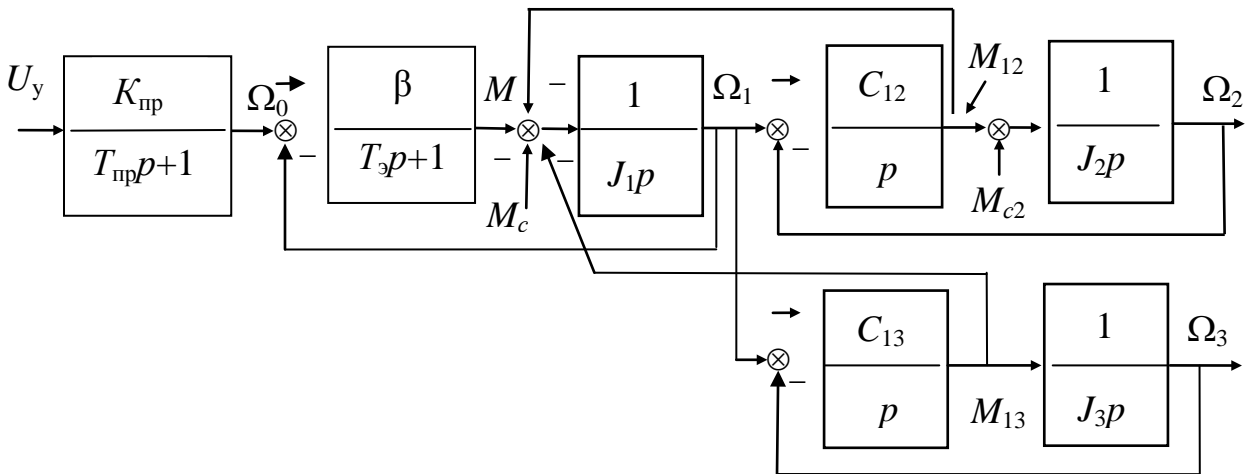 U_у
K_пр
T_пр p+1
Ω_0
−
β
T_э p+1
M
−
−
−
M_c
1
J_1 p
Ω_1
−
C_12
p
M_12
M_c2
1
J_2 p
Ω_2
−
C_13
p
M_13
1
J_3 p
Ω_3